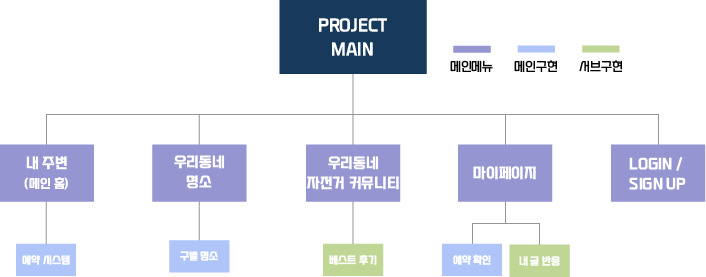 PROJECT
MAIN
메인메뉴
메인구현
서브구현
내 주변
(메인 홈)
우리동네
명소
우리동네
자전거 커뮤니티
마이페이지
LOGIN /
SIGN UP
예약 시스템
구별 명소
베스트 후기
예약 확인
내 글 반응